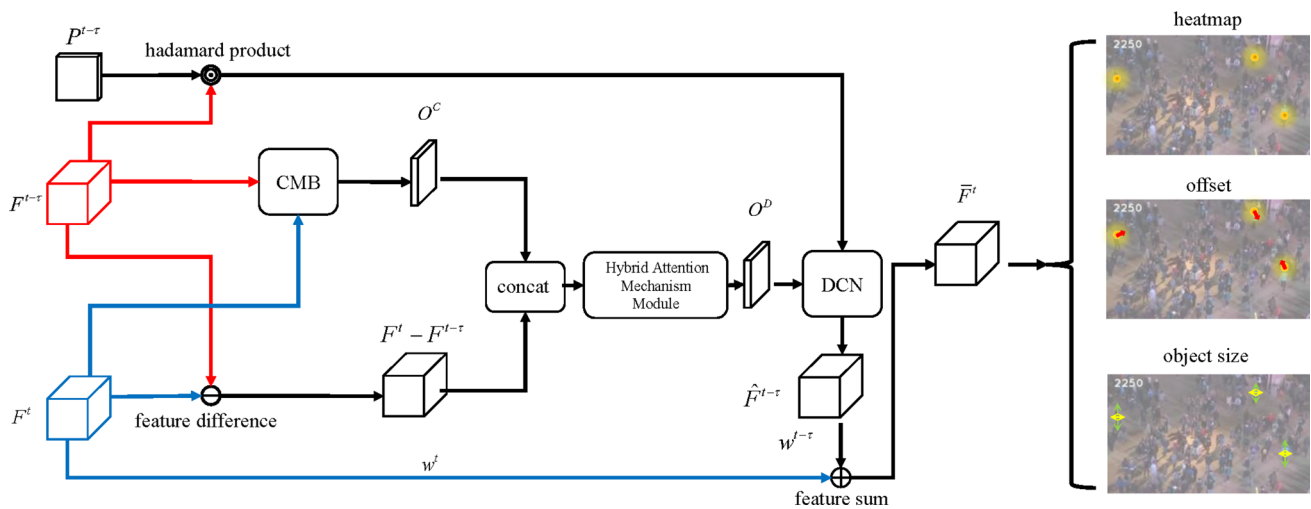 heatmap
P^{t-τ}
hadamard product
2250
O^C
F^{t-τ}
CMB
offset
2250
F̄^t
O^D
concat
Hybrid Attention
Mechanism
Module
DCN
F^t − F^{t-τ}
object size
2250
F̂^{t-τ}
F^t
feature difference
w^{t-τ}
w^t
feature sum